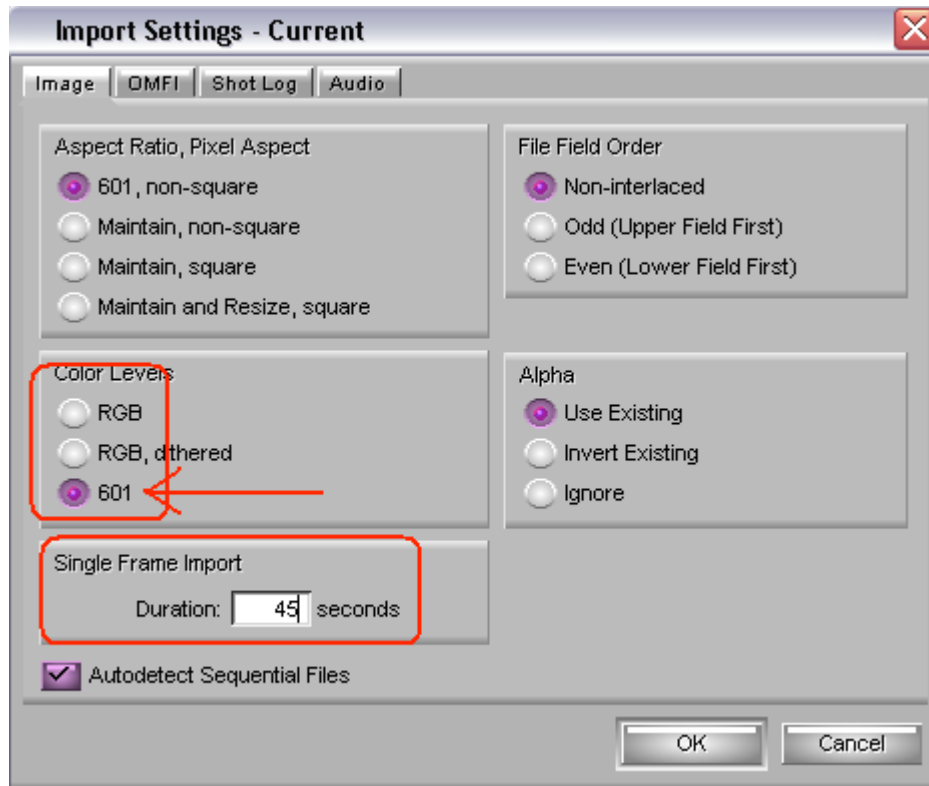 Import Settings - Current
Image OMFI Shot Log Audio
Aspect Ratio, Pixel Aspect
601, non-square
Maintain, non-square
Maintain, square
Maintain and Resize, square
File Field Order
Non-interlaced
Odd (Upper Field First)
Even (Lower Field First)
Color Levels
RGB
RGB, dithered
601
Alpha
Use Existing
Invert Existing
Ignore
Single Frame Import
Duration: 45 seconds
Autodetect Sequential Files
OK Cancel